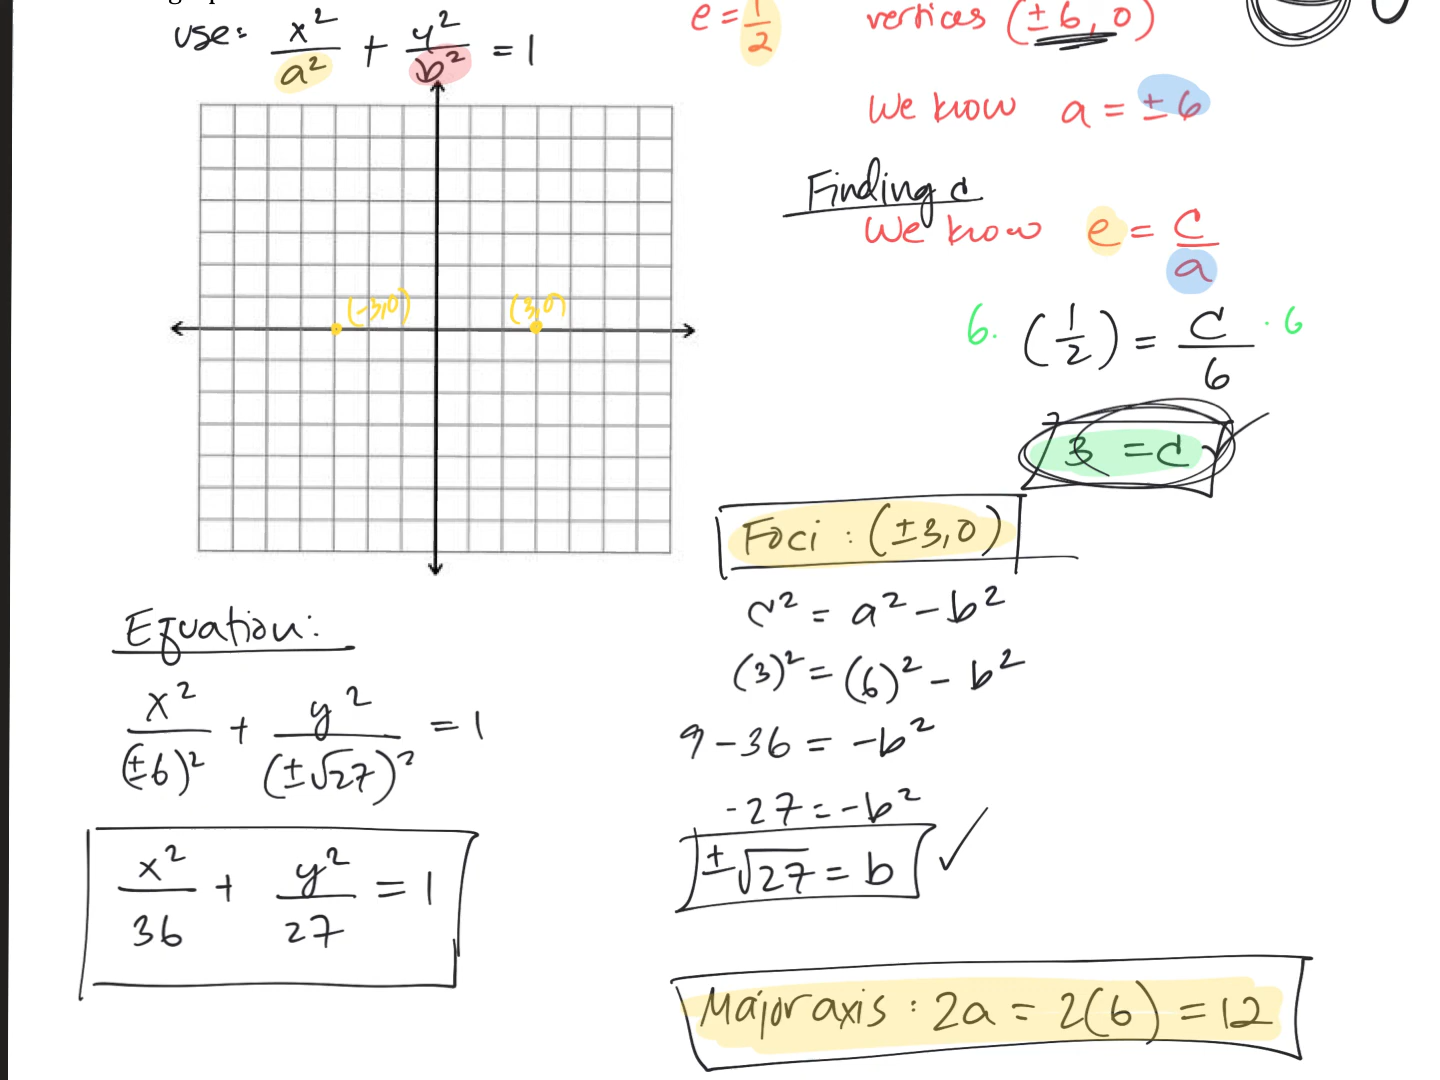 use: x²/a² + y²/b² = 1
e = 1/2
vertices (±6, 0)
We know a = ±6
Finding c
We know e = c/a
6 · (1/2) = c/6 · 6
3 = c
(-3,0)
(3,0)
Foci : (±3,0)
c² = a² - b²
(3)² = (6)² - b²
9 - 36 = -b²
-27 = -b²
±√27 = b
Equation:
x²/(±6)² + y²/(±√27)² = 1
x²/36 + y²/27 = 1
Major axis : 2a = 2(6) = 12